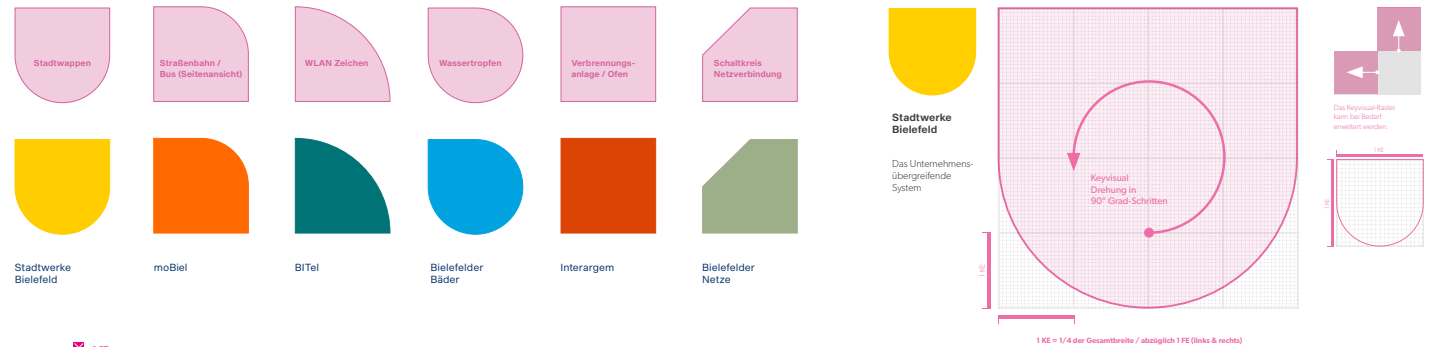 Stadtwappen
Straßenbahn /
Bus (Seitenansicht)
WLAN Zeichen
Wassertropfen
Verbrennungs-
anlage / Ofen
Schaltkreis
Netzverbindung
Stadtwerke
Bielefeld
moBiel
BITel
Bielefelder
Bäder
Interargem
Bielefelder
Netze
Stadtwerke
Bielefeld
Das Unternehmens-
übergreifende
System
Keyvisual
Drehung in
90° Grad-Schritten
1 KE
1 KE = 1/4 der Gesamtbreite / abzüglich 1 FE (links & rechts)
Das Keyvisual-Raster
kann bei Bedarf
erweitert werden.
1 KE
1 KE